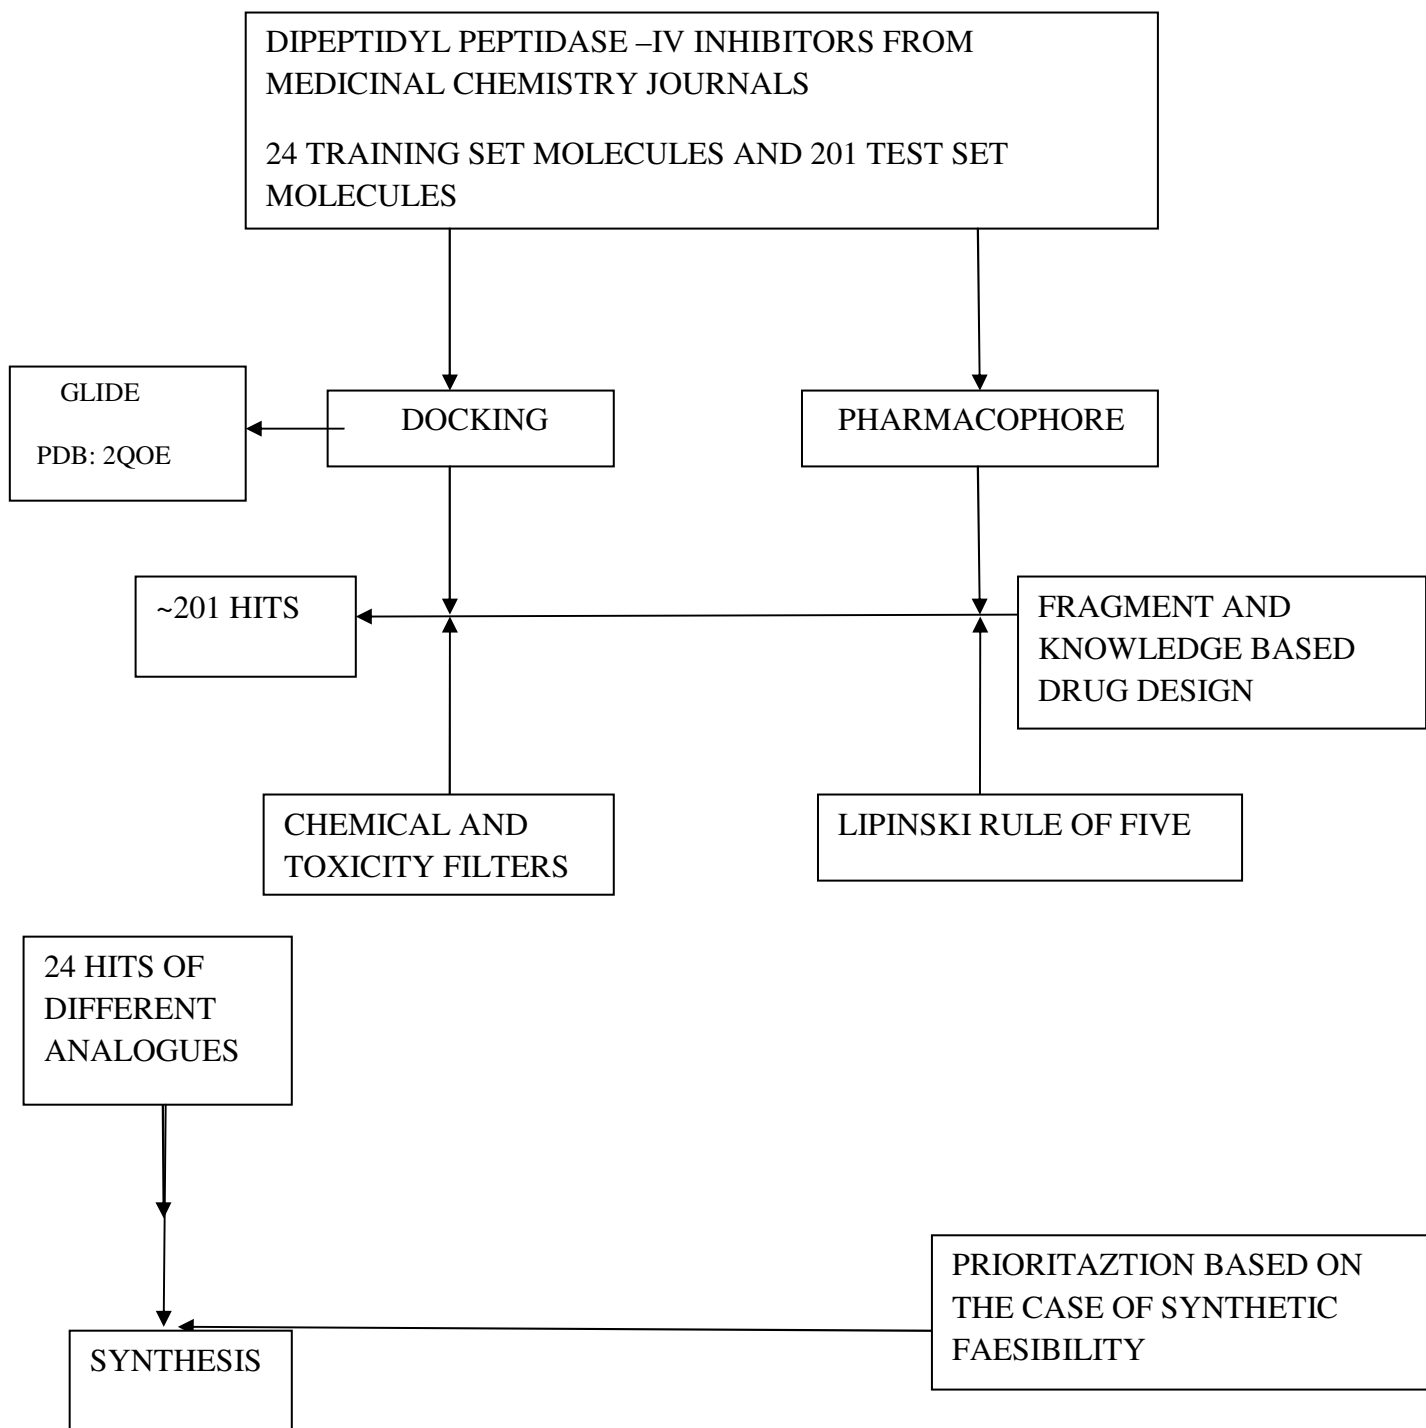 DIPEPTIDYL PEPTIDASE –IV INHIBITORS FROM
MEDICINAL CHEMISTRY JOURNALS
24 TRAINING SET MOLECULES AND 201 TEST SET
MOLECULES
GLIDE
PDB: 2QOE
DOCKING
PHARMACOPHORE
~201 HITS
FRAGMENT AND
KNOWLEDGE BASED
DRUG DESIGN
CHEMICAL AND
TOXICITY FILTERS
LIPINSKI RULE OF FIVE
24 HITS OF
DIFFERENT
ANALOGUES
PRIORITAZTION BASED ON
THE CASE OF SYNTHETIC
FAESIBILITY
SYNTHESIS